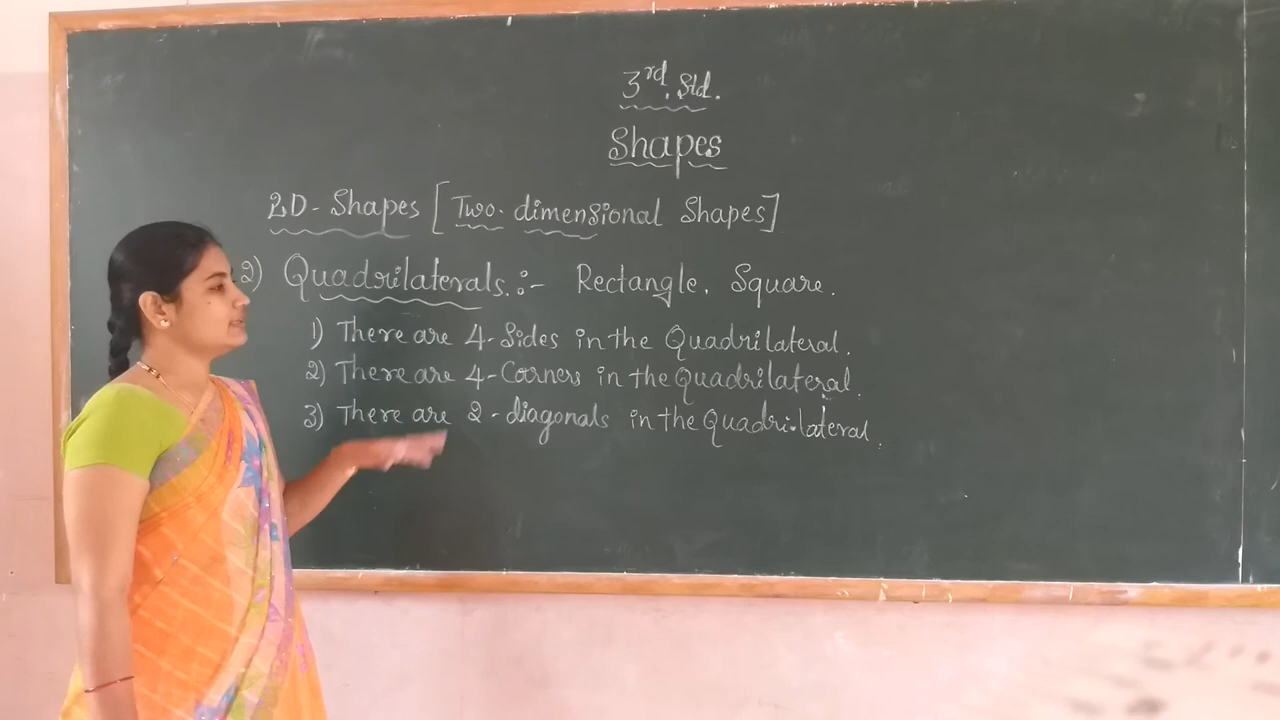 3rd. Std.
Shapes
2D- Shapes [Two- dimensional Shapes]
2) Quadrilaterals.:- Rectangle, Square.
1) There are 4-Sides in the Quadrilateral.
2) There are 4-Corners in the Quadrilateral.
3) There are 2-diagonals in the Quadrilateral.